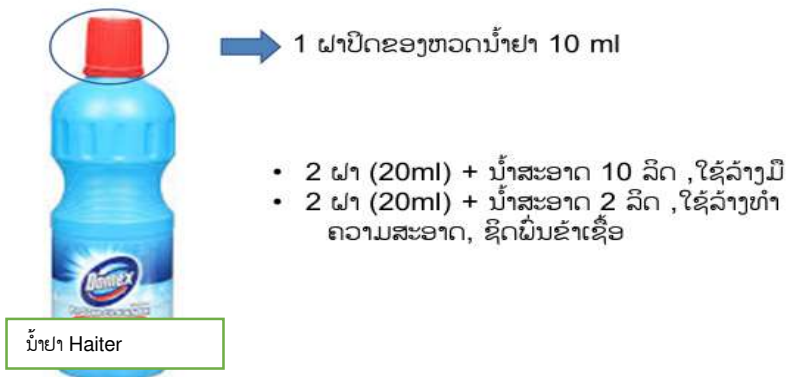 1 ຝາປິດຂອງຫວດນ້ຳຢາ 10 ml
• 2 ຝາ (20ml) + ນ້ຳສະອາດ 10 ລິດ ,ໃຊ້ລ້າງມື
• 2 ຝາ (20ml) + ນ້ຳສະອາດ 2 ລິດ ,ໃຊ້ລ້າງທຳ
ຄວາມສະອາດ, ຊິດພົ່ນຂ້າເຊື້ອ
Domex
ນ້ຳຢາ Haiter